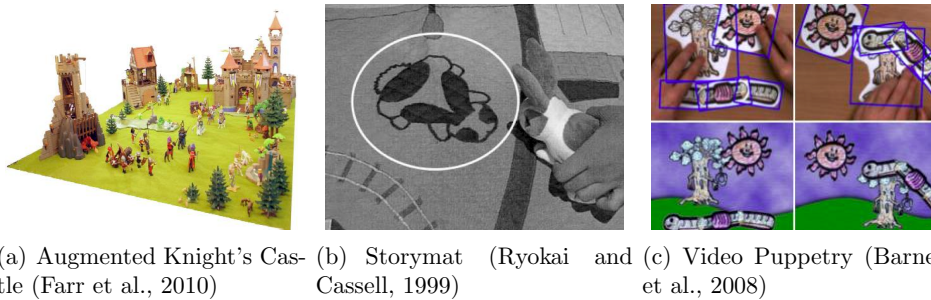 (a) Augmented Knight's Cas-
tle (Farr et al., 2010)
(b) Storymat (Ryokai and
Cassell, 1999)
(c) Video Puppetry (Barne
et al., 2008)